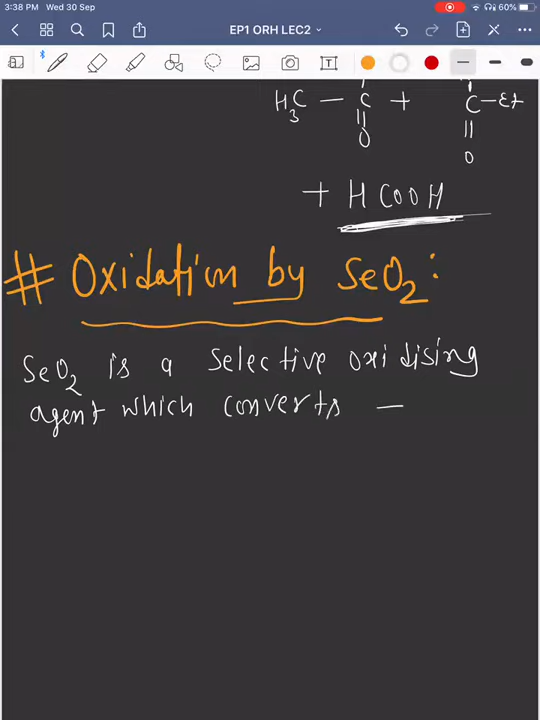 3:38 PM Wed 30 Sep
60%
EP1 ORH LEC2
T
H3C — C + C—Et
O
O
+ HCOOH
# Oxidation by SeO2:
SeO2 is a selective oxidising
agent which converts —